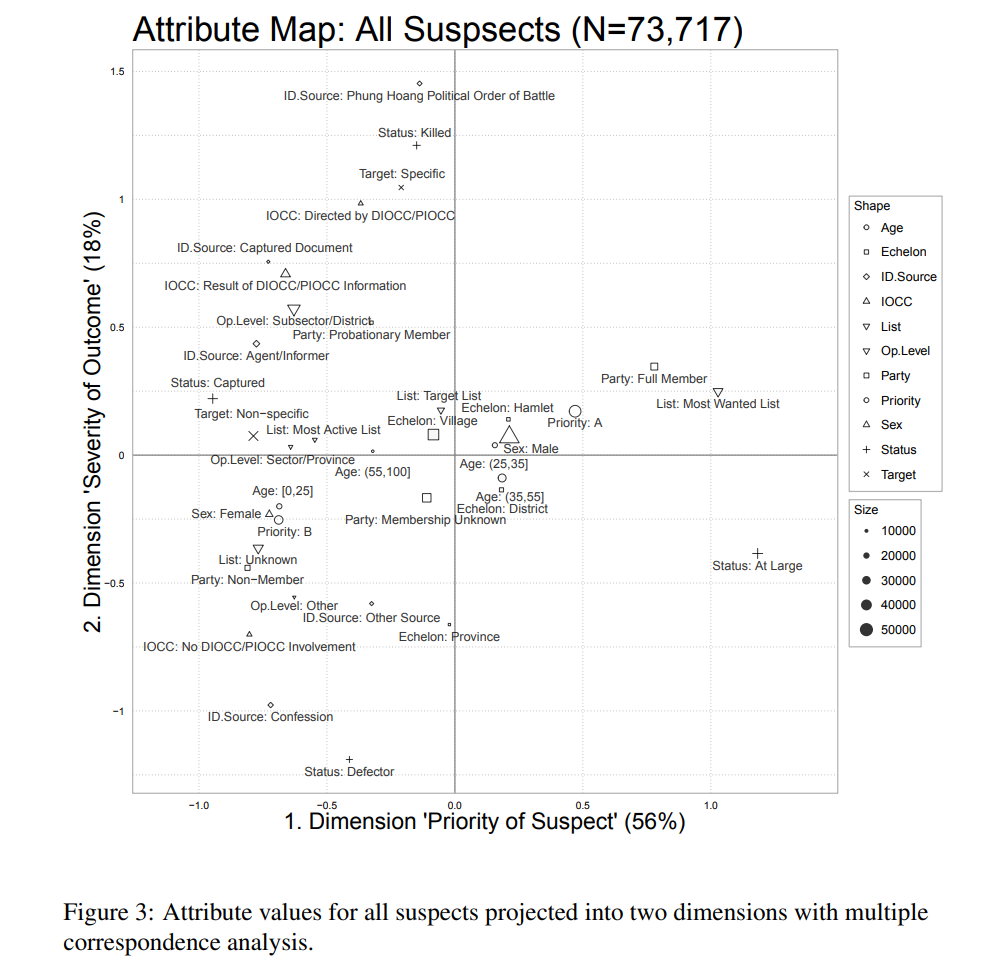 Attribute Map: All Suspsects (N=73,717)
2. Dimension 'Severity of Outcome' (18%)
1.5
1
0.5
0
−0.5
−1
ID.Source: Phung Hoang Political Order of Battle
Status: Killed
Target: Specific
IOCC: Directed by DIOCC/PIOCC
ID.Source: Captured Document
IOCC: Result of DIOCC/PIOCC Information
Op.Level: Subsector/District
Party: Probationary Member
ID.Source: Agent/Informer
Party: Full Member
Status: Captured
List: Target List
List: Most Wanted List
Echelon: Hamlet
Target: Non−specific
Echelon: Village
Priority: A
List: Most Active List
Sex: Male
Op.Level: Sector/Province
Age: (25,35]
Age: (55,100]
Age: [0,25]
Age: (35,55]
Echelon: District
Sex: Female
Party: Membership Unknown
Priority: B
List: Unknown
Status: At Large
Party: Non−Member
Op.Level: Other
ID.Source: Other Source
Echelon: Province
IOCC: No DIOCC/PIOCC Involvement
ID.Source: Confession
Status: Defector
−1.0
−0.5
0.0
0.5
1.0
1. Dimension 'Priority of Suspect' (56%)
Shape
Age
Echelon
ID.Source
IOCC
List
Op.Level
Party
Priority
Sex
Status
Target
Size
10000
20000
30000
40000
50000
Figure 3: Attribute values for all suspects projected into two dimensions with multiple
correspondence analysis.